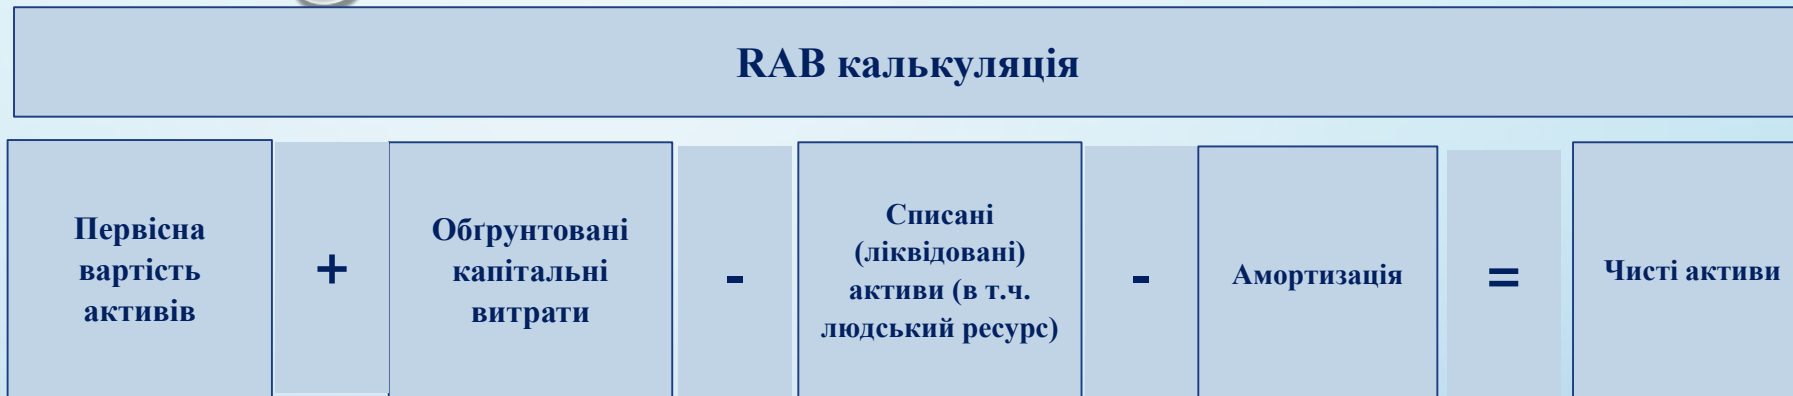 RAB калькуляція
Первісна
вартість
активів
+
Обґрунтовані
капітальні
витрати
-
Списані
(ліквідовані)
активи (в т.ч.
людський ресурс)
-
Амортизація
=
Чисті активи